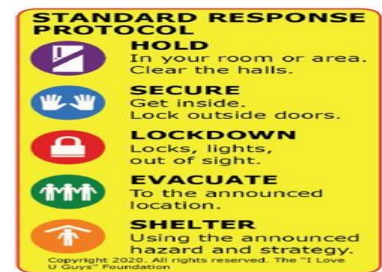 STANDARD RESPONSE
PROTOCOL
HOLD
In your room or area.
Clear the halls.
SECURE
Get inside.
Lock outside doors.
LOCKDOWN
Locks, lights,
out of sight.
EVACUATE
To the announced
location.
SHELTER
Using the announced
hazard and strategy.
Copyright 2020. All rights reserved. The "I Love
U Guys" Foundation